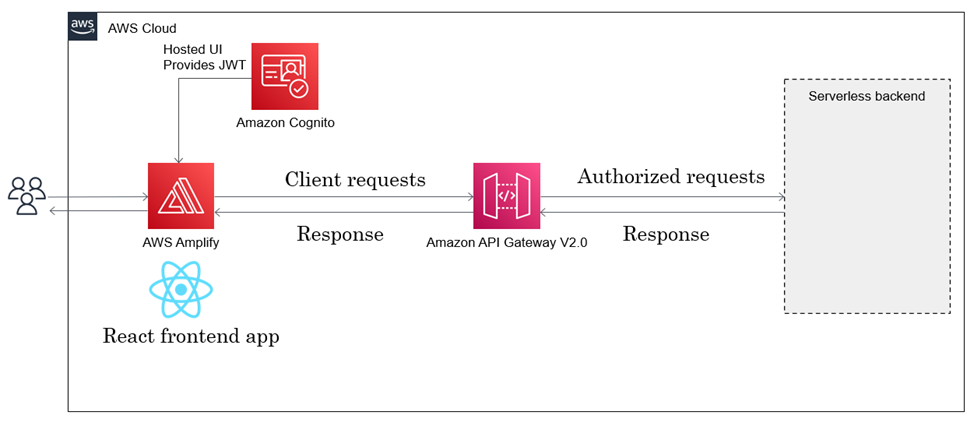 aws
AWS Cloud
Hosted UI
Provides JWT
Amazon Cognito
Serverless backend
Client requests
Authorized requests
Response
Response
AWS Amplify
Amazon API Gateway V2.0
React frontend app